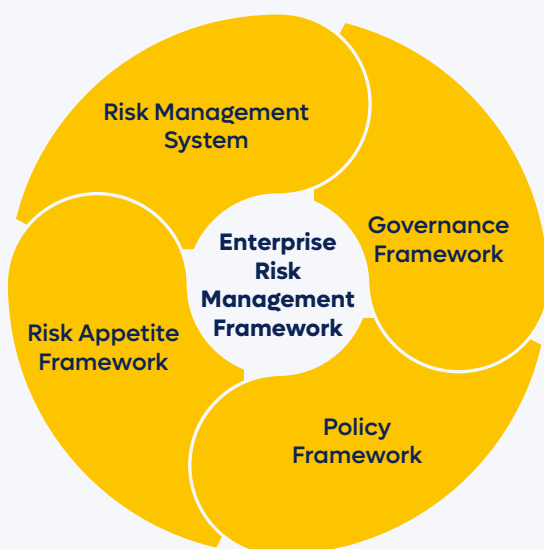 Risk Management
System
Governance
Framework
Enterprise
Risk
Management
Framework
Risk Appetite
Framework
Policy
Framework